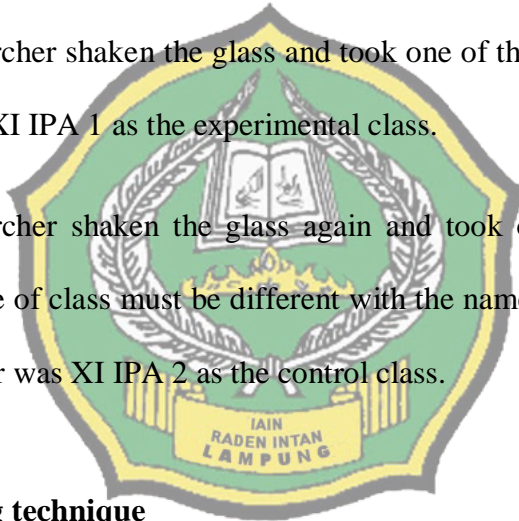 rcher shaken the glass and took one of th
XI IPA 1 as the experimental class.
rcher shaken the glass again and took
e of class must be different with the name
r was XI IPA 2 as the control class.
IAIN
RADEN INTAN
LAMPUNG
g technique